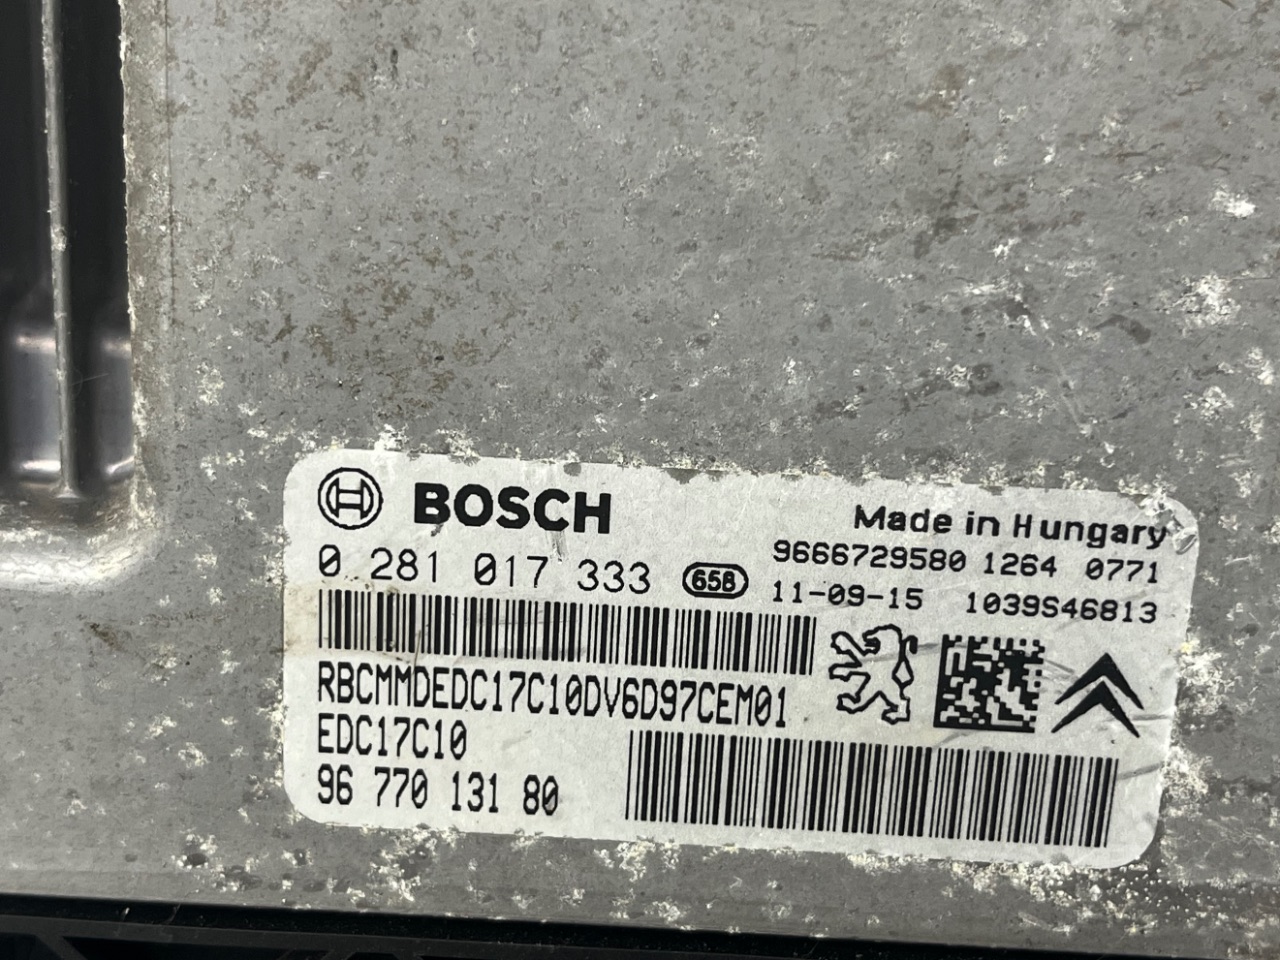 BOSCH
Made in Hungary
0 281 017 333
65B
9666729580 1264 0771
11-09-15 1039S46813
RBCMMDEDC17C10DV6D97CEM01
EDC17C10
96 770 131 80